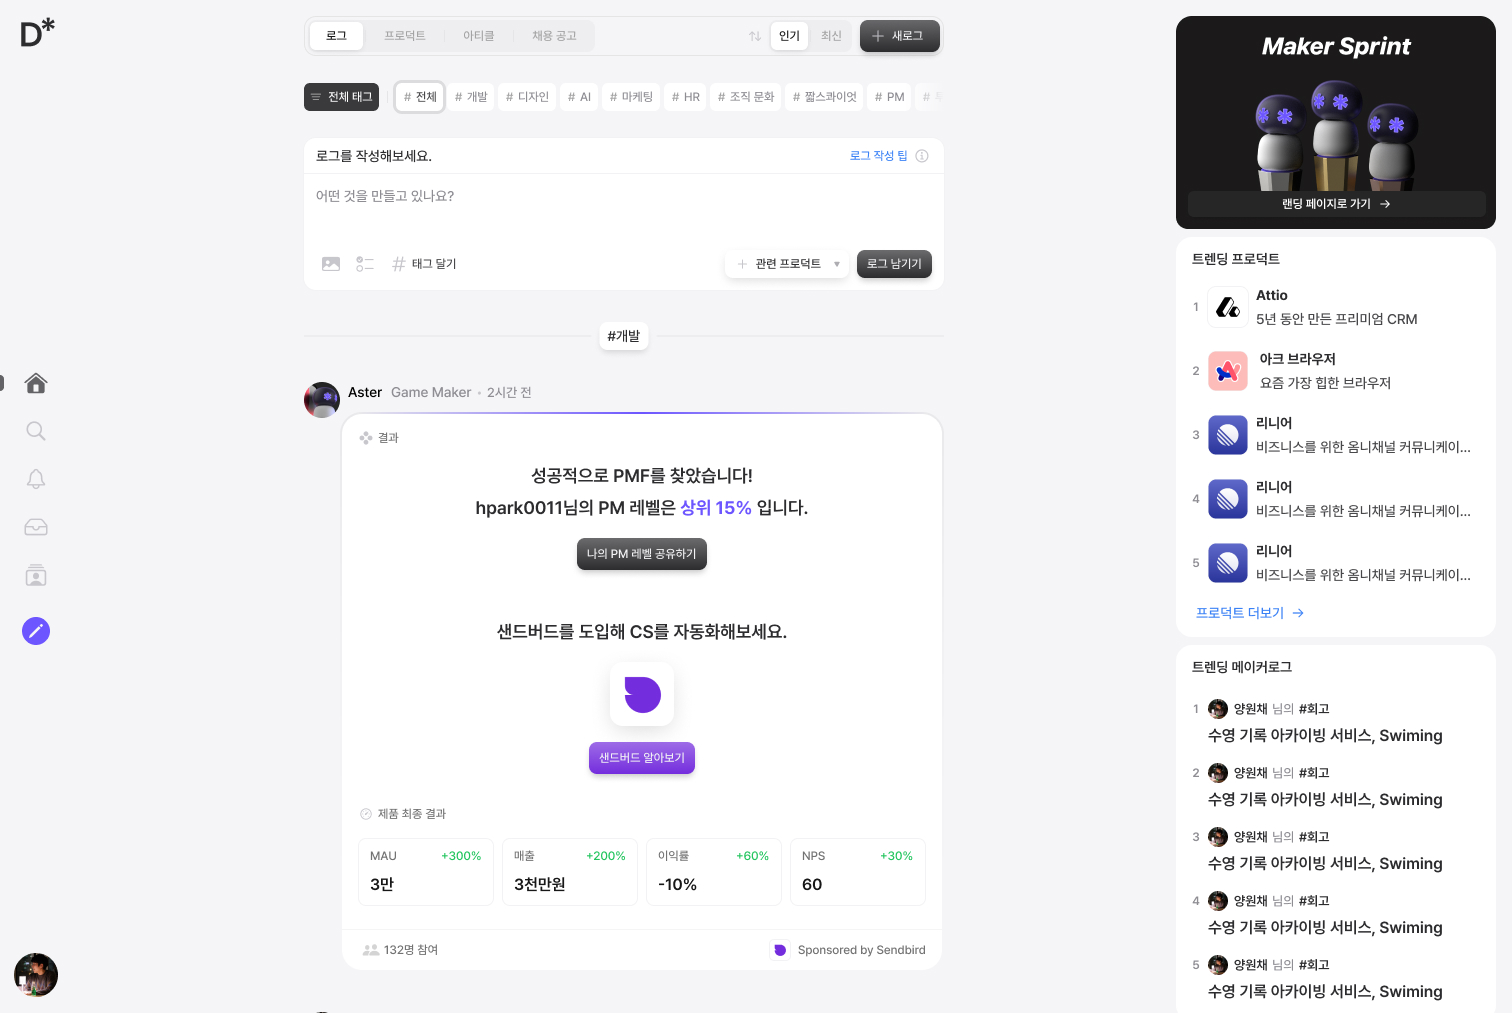 D*
로그
프로덕트
아티클
채용 공고
인기
최신
새로그
전체 태그
# 전체
# 개발
# 디자인
# AI
# 마케팅
# HR
# 조직 문화
# 짧스콰이엇
# PM
#
로그를 작성해보세요.
로그 작성 팁
어떤 것을 만들고 있나요?
# 태그 달기
+ 관련 프로덕트
로그 남기기
#개발
Aster Game Maker • 2시간 전
결과
성공적으로 PMF를 찾았습니다!
hpark0011님의 PM 레벨은 상위 15% 입니다.
나의 PM 레벨 공유하기
샌드버드를 도입해 CS를 자동화해보세요.
샌드버드 알아보기
제품 최종 결과
MAU +300%
3만
매출 +200%
3천만원
이익률 +60%
-10%
NPS +30%
60
132명 참여
Sponsored by Sendbird
Maker Sprint
랜딩 페이지로 가기 →
트렌딩 프로덕트
1 Attio
5년 동안 만든 프리미엄 CRM
2 아크 브라우저
요즘 가장 힙한 브라우저
3 리니어
비즈니스를 위한 옴니채널 커뮤니케이...
4 리니어
비즈니스를 위한 옴니채널 커뮤니케이...
5 리니어
비즈니스를 위한 옴니채널 커뮤니케이...
프로덕트 더보기 →
트렌딩 메이커로그
1 양원채 님의 #회고
수영 기록 아카이빙 서비스, Swiming
2 양원채 님의 #회고
수영 기록 아카이빙 서비스, Swiming
3 양원채 님의 #회고
수영 기록 아카이빙 서비스, Swiming
4 양원채 님의 #회고
수영 기록 아카이빙 서비스, Swiming
5 양원채 님의 #회고
수영 기록 아카이빙 서비스, Swiming